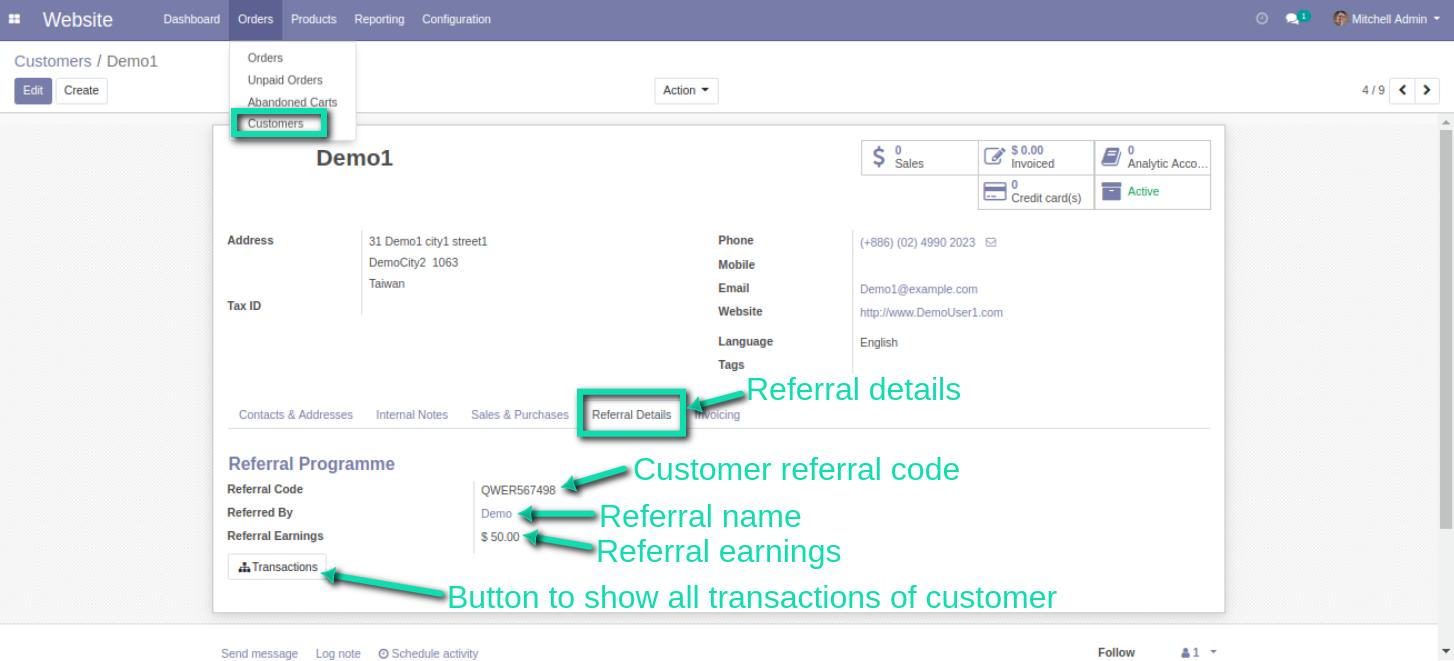 Website
Dashboard Orders Products Reporting Configuration
1 Mitchell Admin
Customers / Demo1
Edit Create
Action
4 / 9
Orders
Unpaid Orders
Abandoned Carts
Customers
Demo1
0
Sales
$ 0.00
Invoiced
0
Analytic Acco...
0
Credit card(s)
Active
Address
31 Demo1 city1 street1
DemoCity2 1063
Taiwan
Tax ID
Phone (+886) (02) 4990 2023
Mobile
Email Demo1@example.com
Website http://www.DemoUser1.com
Language English
Tags
Referral details
Contacts & Addresses Internal Notes Sales & Purchases Referral Details Invoicing
Referral Programme
Customer referral code
Referral Code QWER567498
Referred By Demo
Referral name
Referral Earnings $ 50.00
Referral earnings
Transactions
Button to show all transactions of customer
Send message Log note Schedule activity
Follow 1